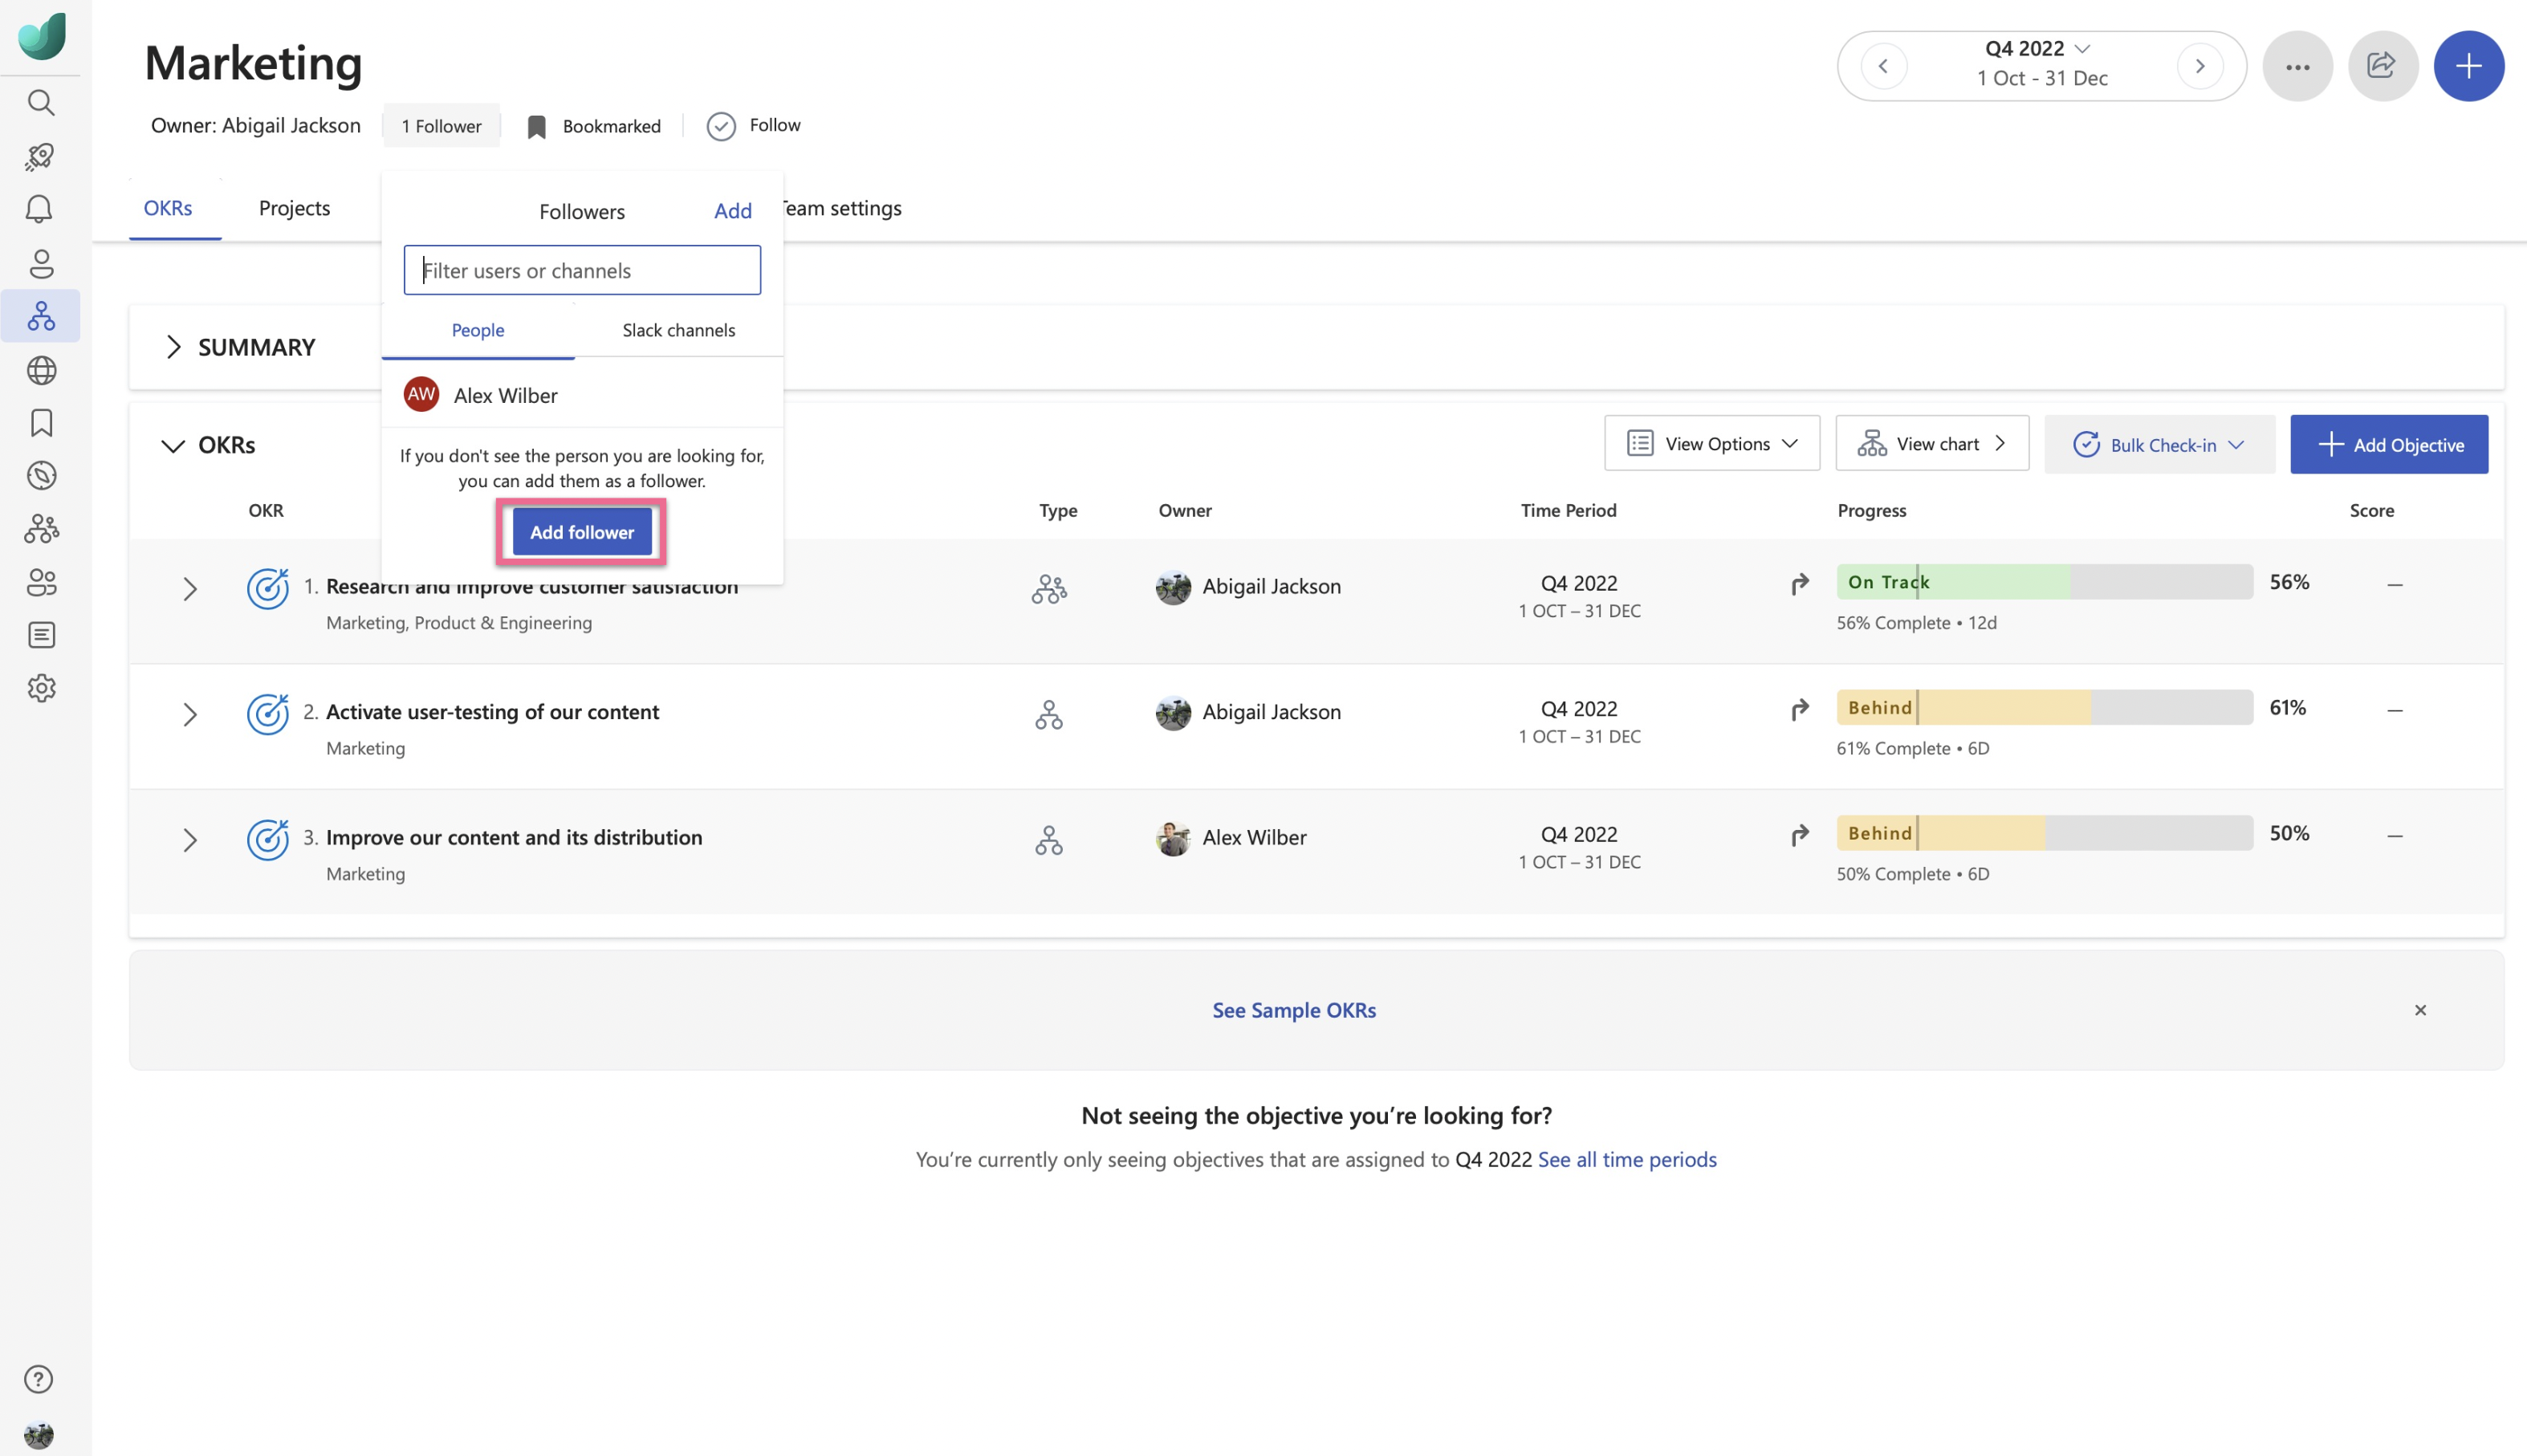 Marketing
Q4 2022
1 Oct - 31 Dec
Owner: Abigail Jackson
1 Follower
Bookmarked
Follow
OKRs
Projects
Team settings
Followers
Add
Filter users or channels
People
Slack channels
AW
Alex Wilber
If you don't see the person you are looking for,
you can add them as a follower.
Add follower
SUMMARY
OKRs
View Options
View chart
Bulk Check-in
Add Objective
OKR
Type
Owner
Time Period
Progress
Score
1. Research and improve customer satisfaction
Marketing, Product & Engineering
Abigail Jackson
Q4 2022
1 OCT – 31 DEC
On Track
56%
—
56% Complete • 12d
2. Activate user-testing of our content
Marketing
Abigail Jackson
Q4 2022
1 OCT – 31 DEC
Behind
61%
—
61% Complete • 6D
3. Improve our content and its distribution
Marketing
Alex Wilber
Q4 2022
1 OCT – 31 DEC
Behind
50%
—
50% Complete • 6D
See Sample OKRs
Not seeing the objective you’re looking for?
You’re currently only seeing objectives that are assigned to Q4 2022 See all time periods